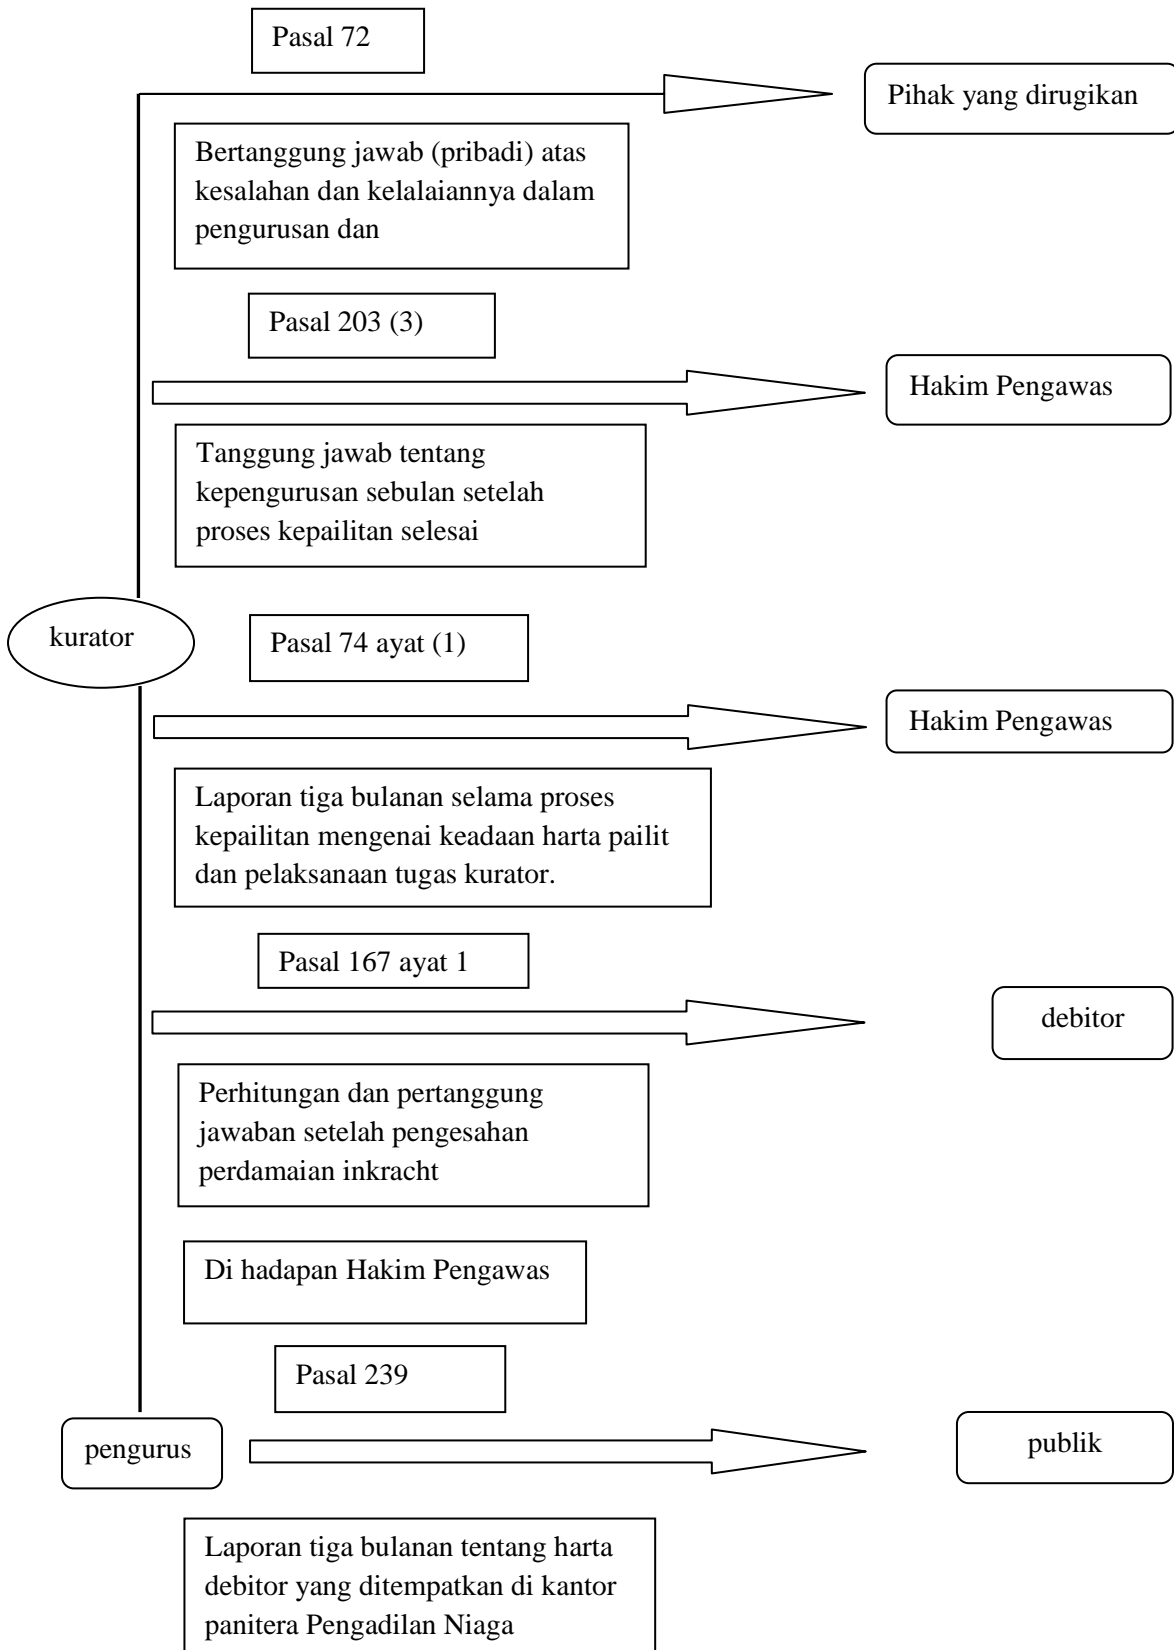 Pasal 72
Pihak yang dirugikan
Bertanggung jawab (pribadi) atas
kesalahan dan kelalaiannya dalam
pengurusan dan
Pasal 203 (3)
Hakim Pengawas
Tanggung jawab tentang
kepengurusan sebulan setelah
proses kepailitan selesai
kurator
Pasal 74 ayat (1)
Hakim Pengawas
Laporan tiga bulanan selama proses
kepailitan mengenai keadaan harta pailit
dan pelaksanaan tugas kurator.
Pasal 167 ayat 1
debitor
Perhitungan dan pertanggung
jawaban setelah pengesahan
perdamaian inkracht
Di hadapan Hakim Pengawas
Pasal 239
pengurus
publik
Laporan tiga bulanan tentang harta
debitor yang ditempatkan di kantor
panitera Pengadilan Niaga